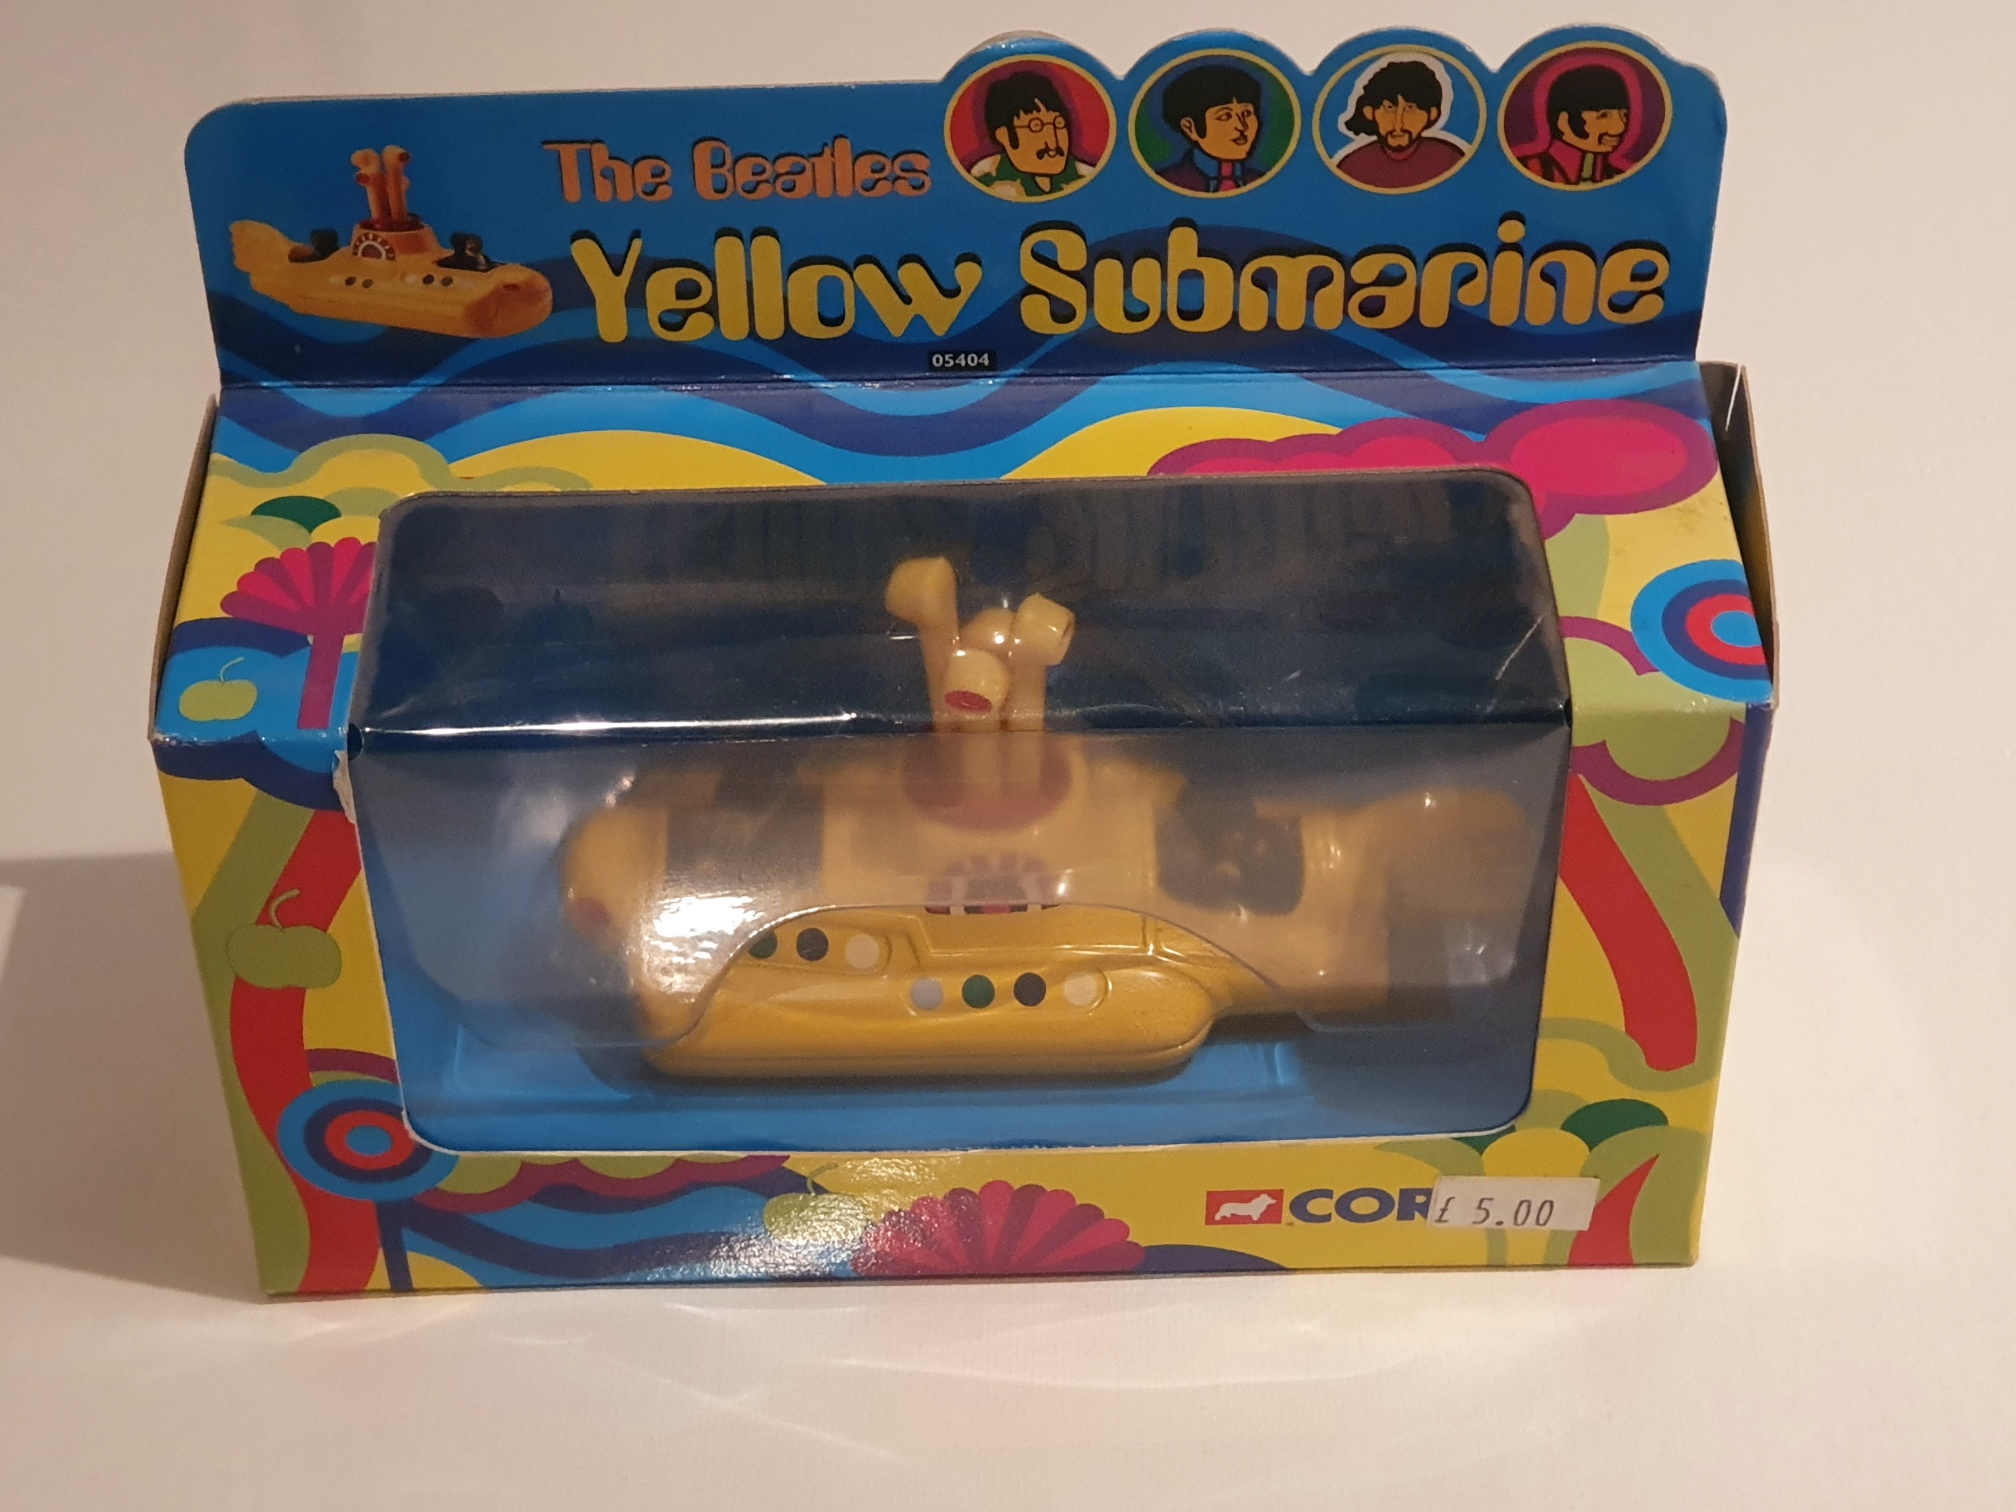 The Beatles
Yellow Submarine
05404
COR
£ 5.00